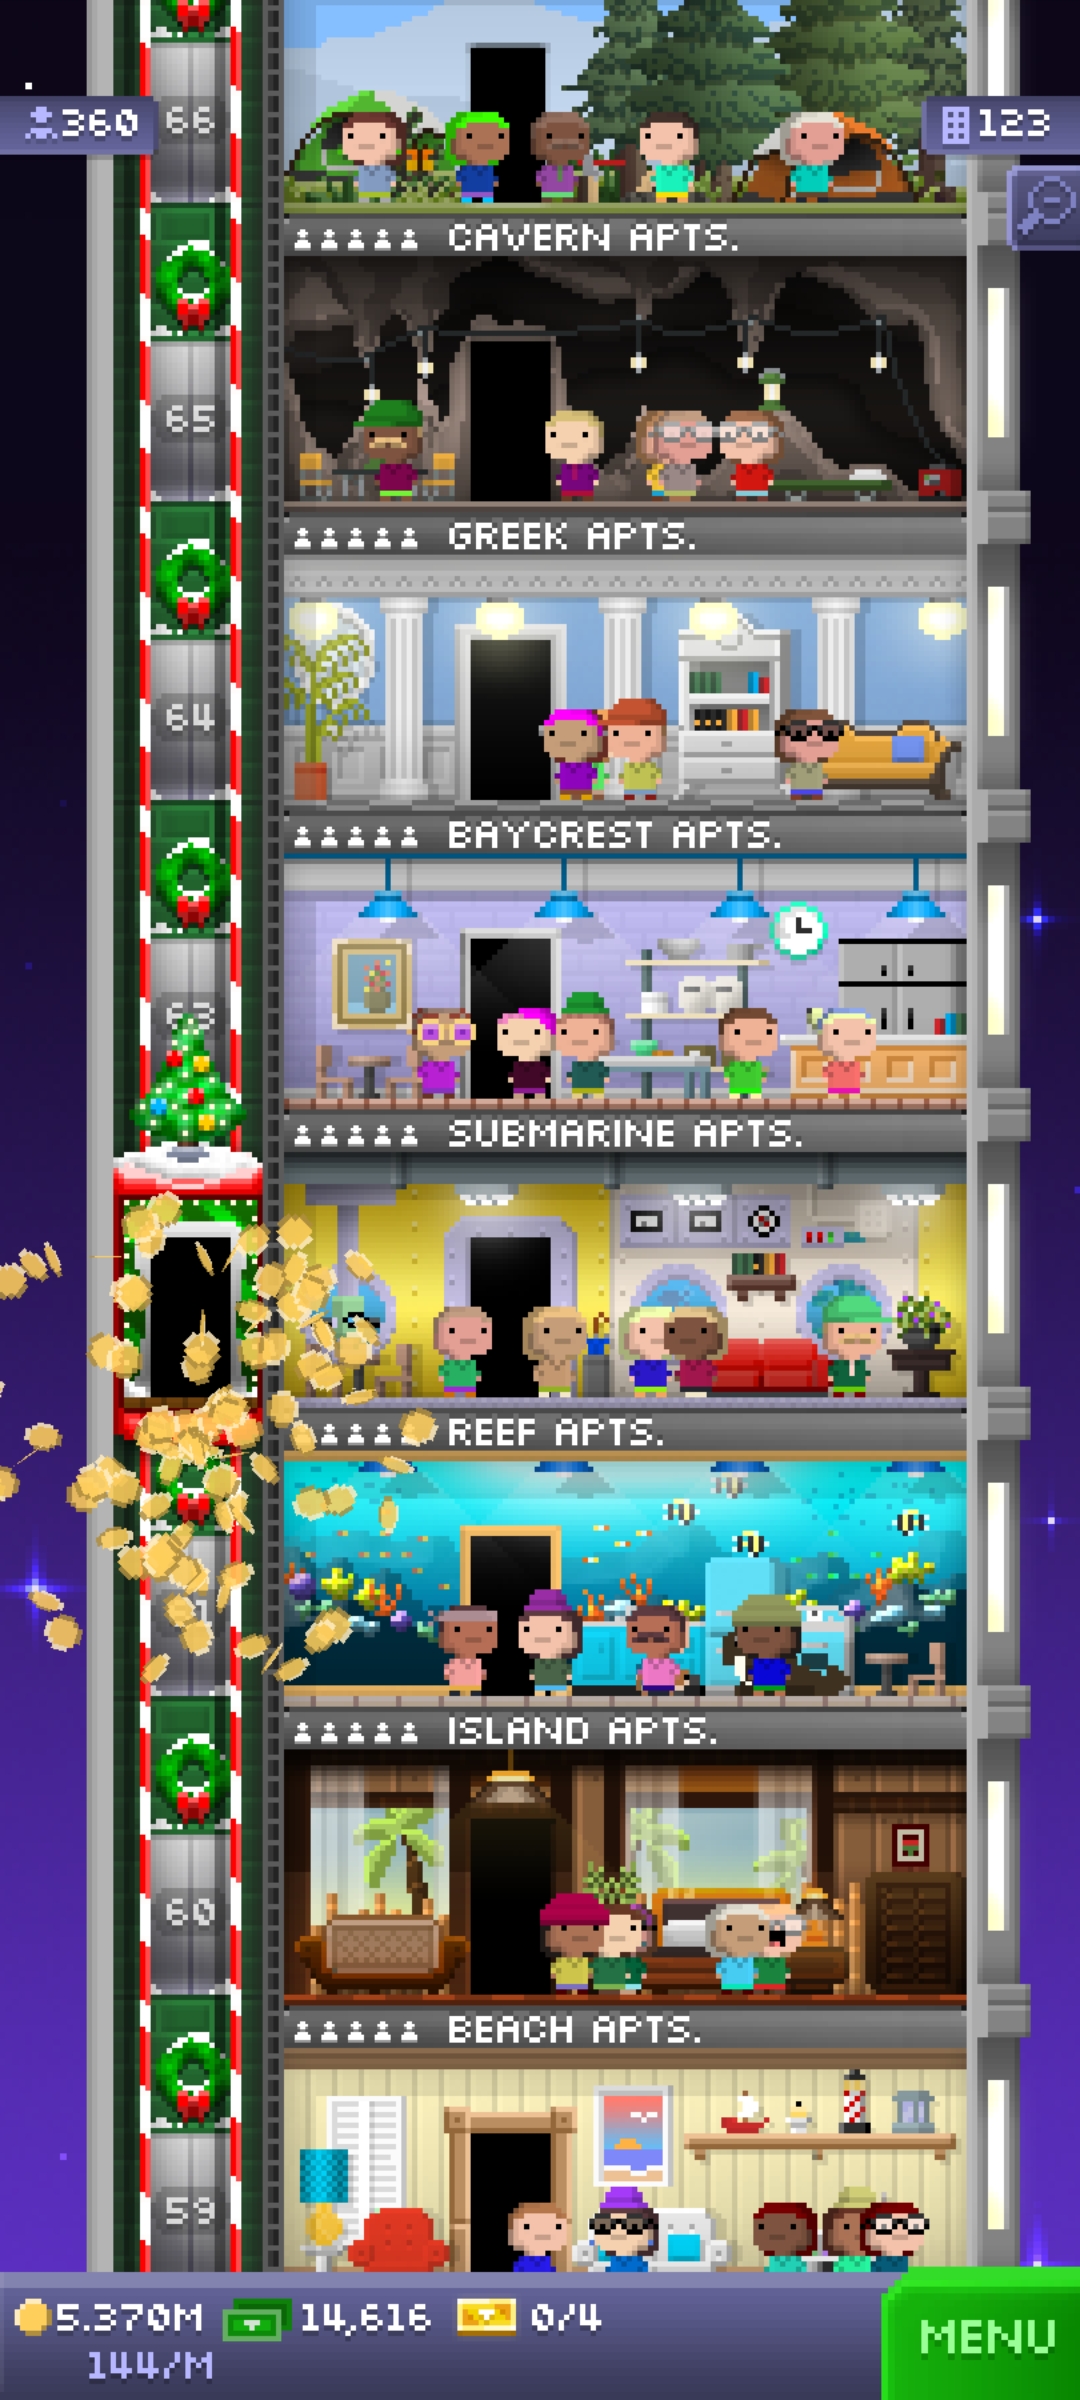 66
360
123
CAVERN APTS.
65
GREEK APTS.
64
BAYCREST APTS.
63
SUBMARINE APTS.
REEF APTS.
ISLAND APTS.
60
BEACH APTS.
59
5.370M 14,616 0/4
144/M
MENU